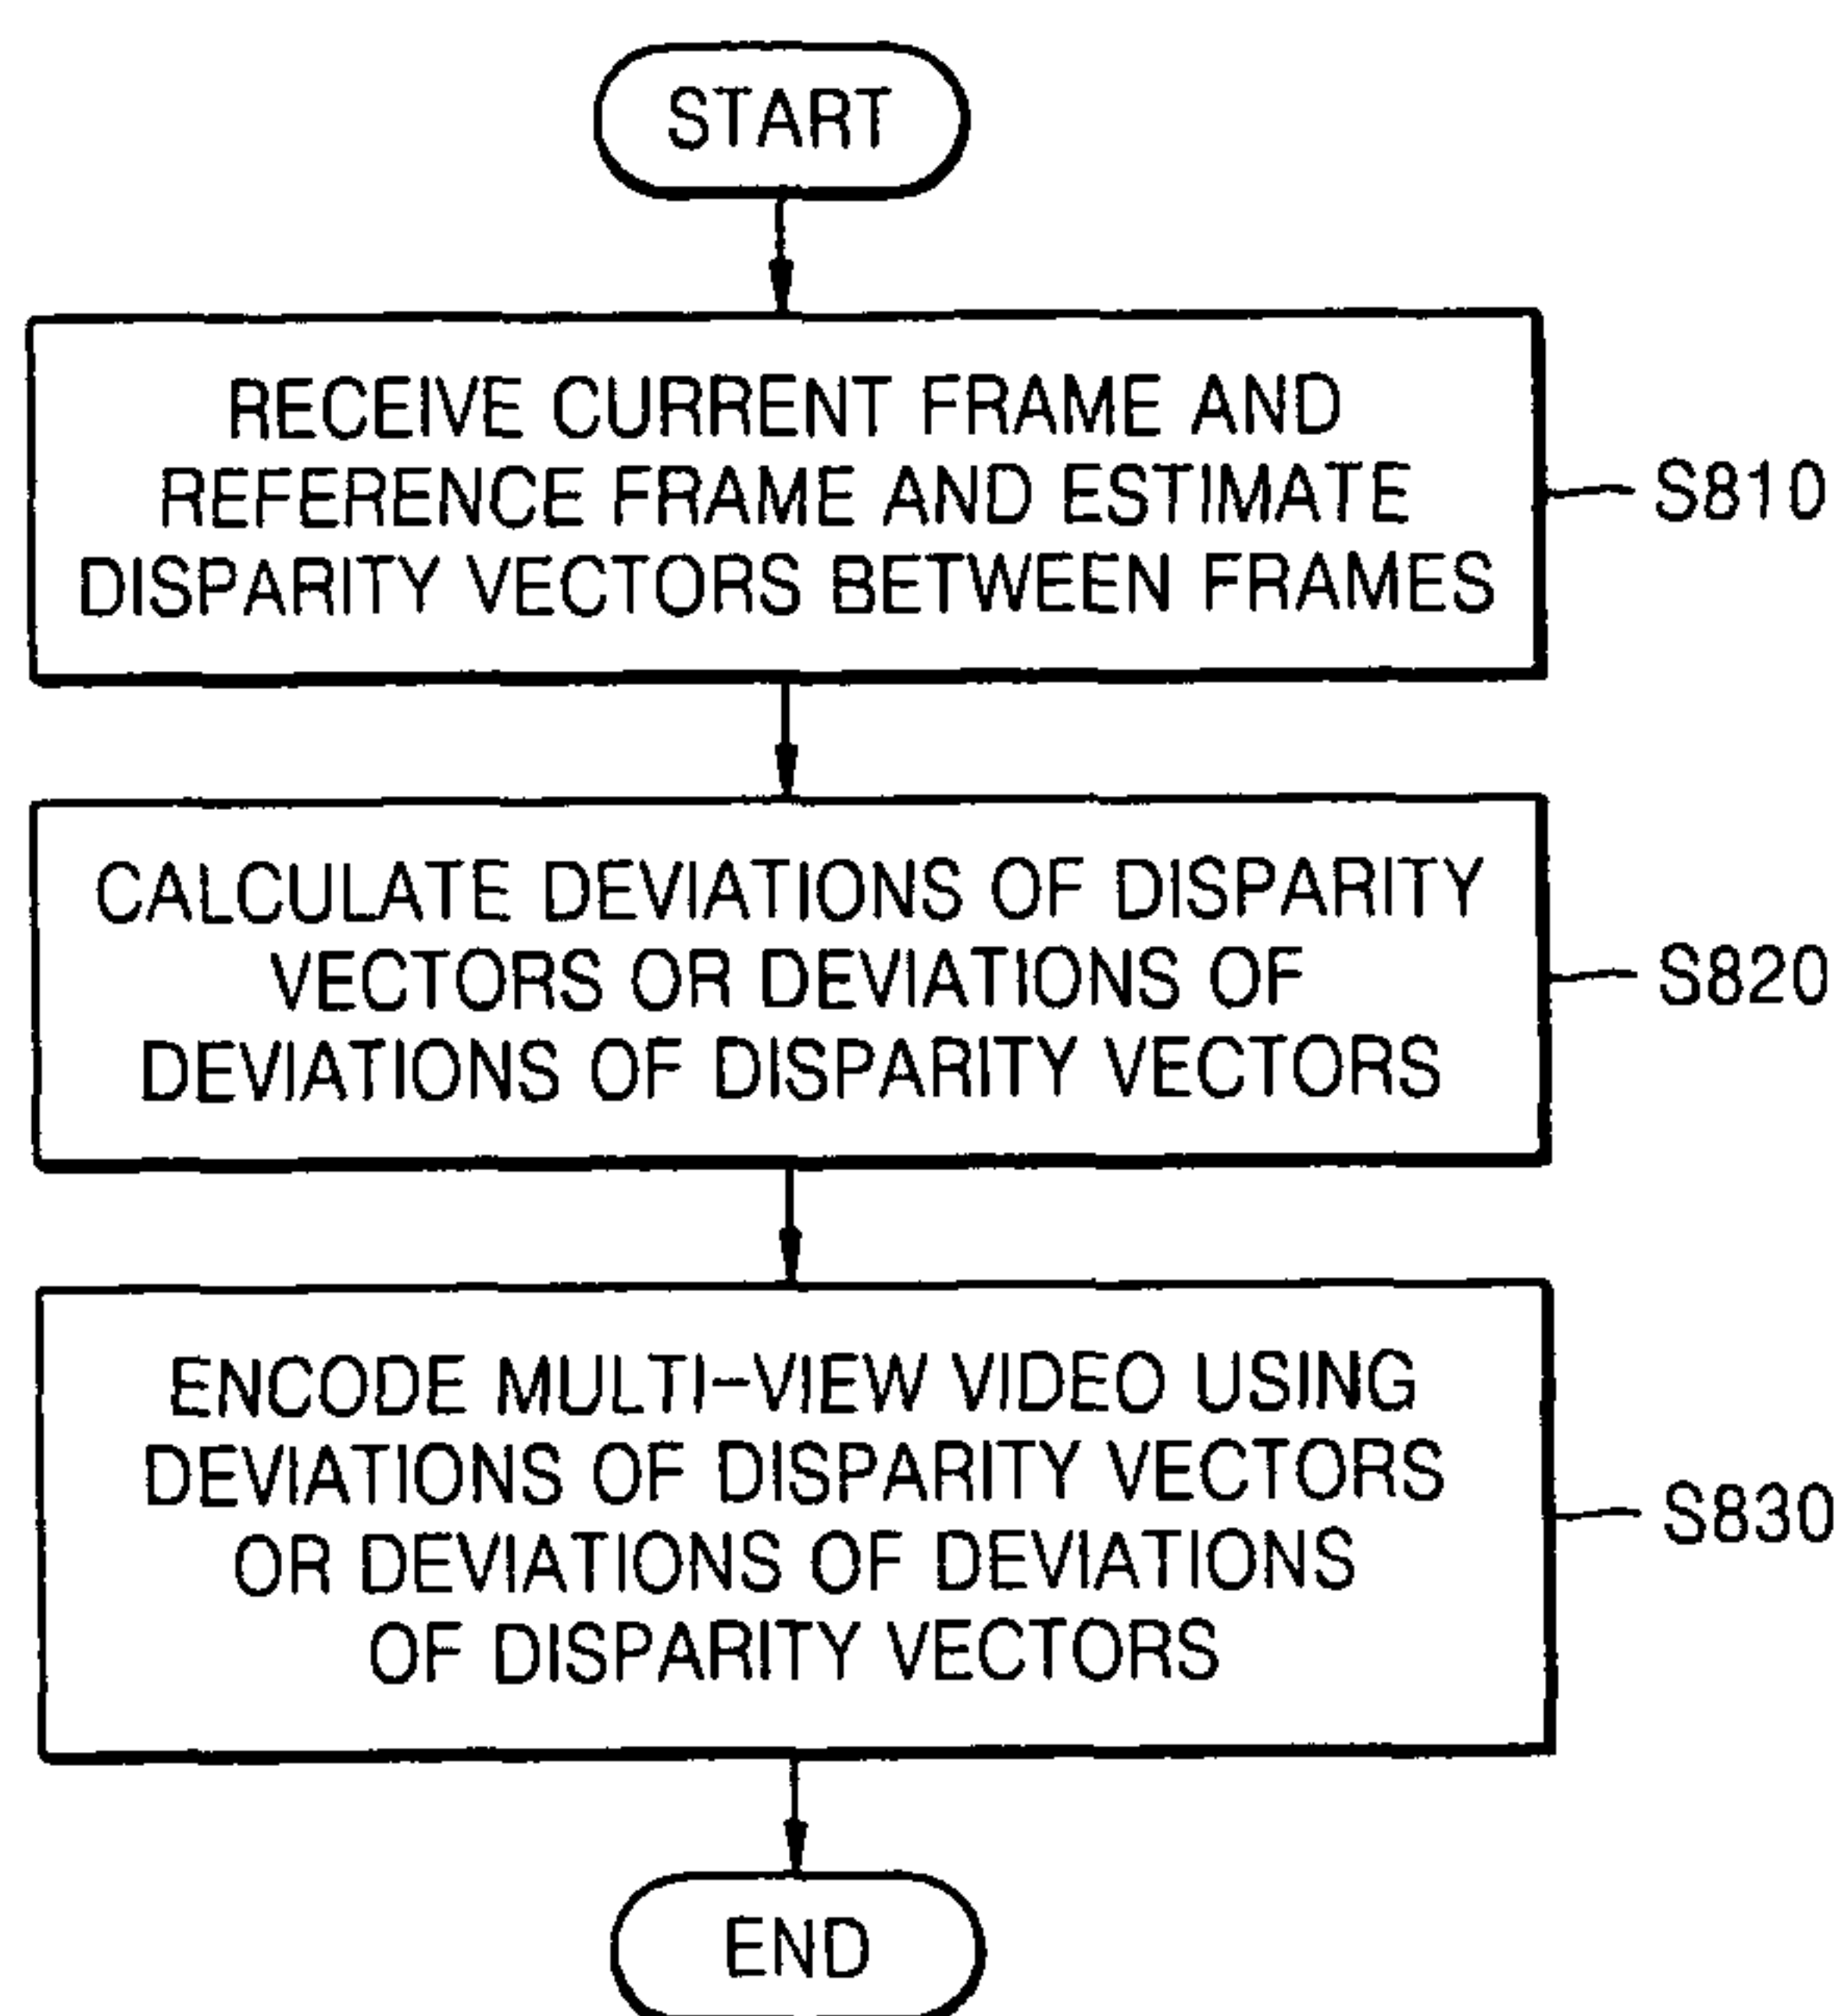 START
RECEIVE CURRENT FRAME AND
REFERENCE FRAME AND ESTIMATE
DISPARITY VECTORS BETWEEN FRAMES
S810
CALCULATE DEVIATIONS OF DISPARITY
VECTORS OR DEVIATIONS OF
DEVIATIONS OF DISPARITY VECTORS
S820
ENCODE MULTI-VIEW VIDEO USING
DEVIATIONS OF DISPARITY VECTORS
OR DEVIATIONS OF DEVIATIONS
OF DISPARITY VECTORS
S830
END